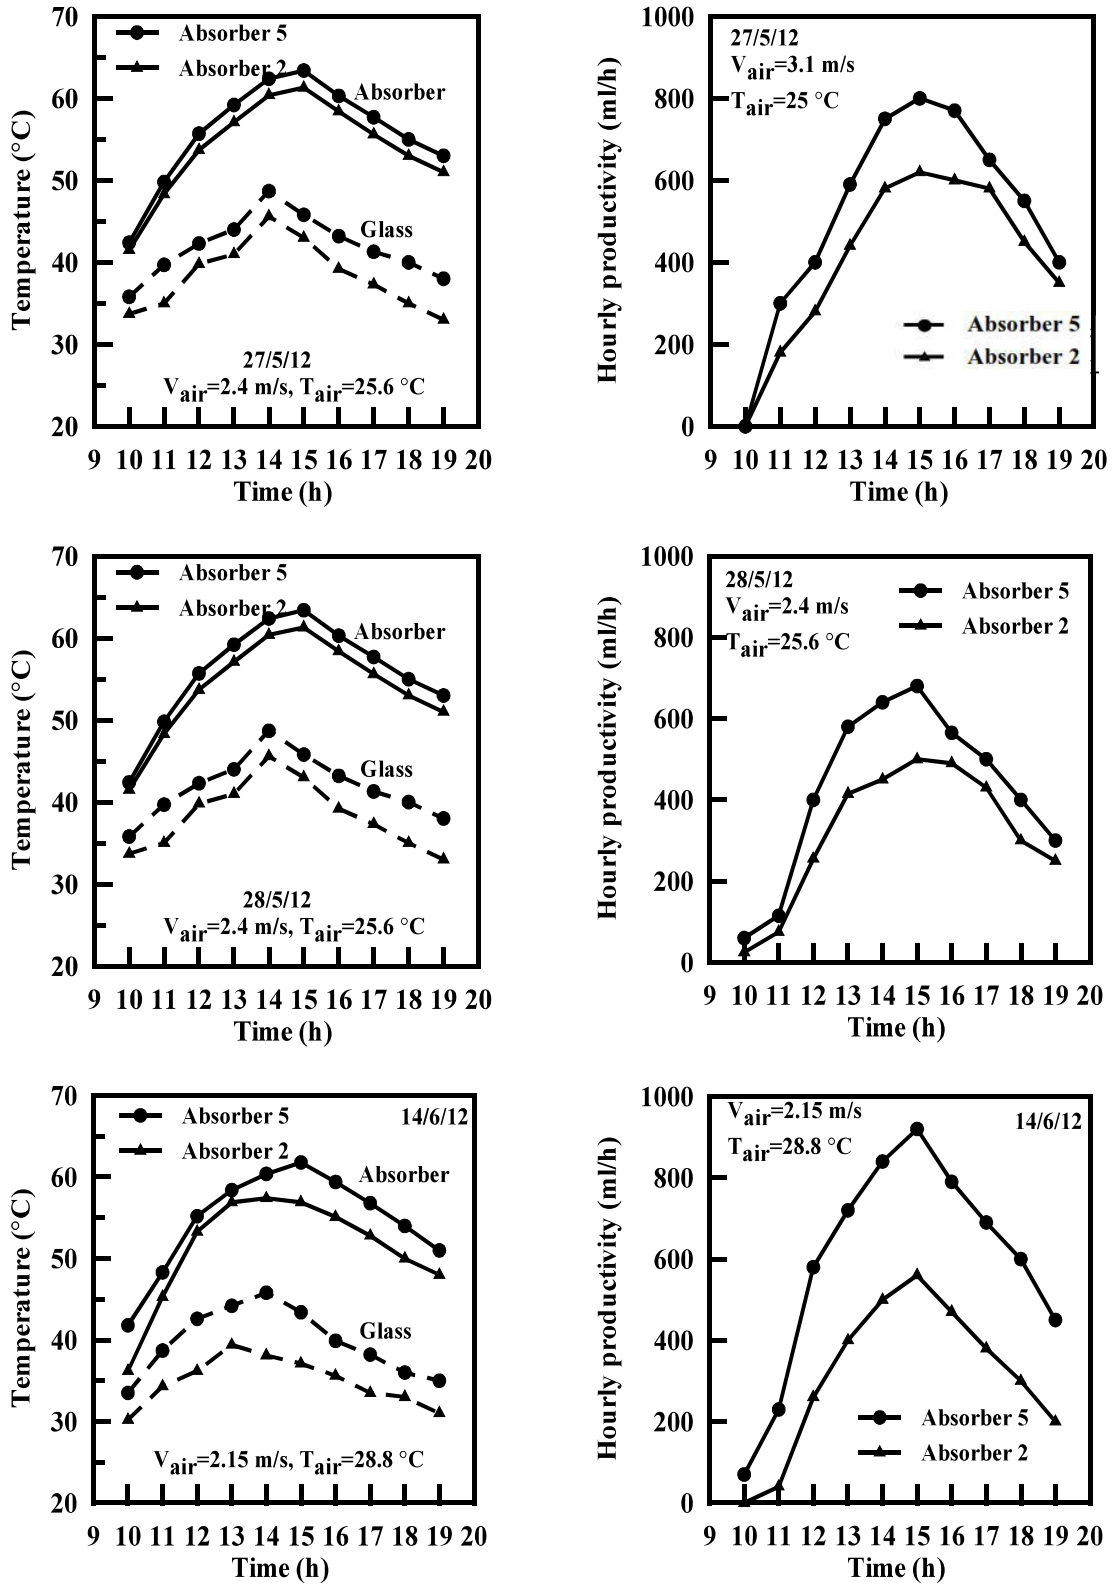 70
60
50
40
30
20
Temperature (°C)
Absorber 5
Absorber 2
Absorber
Glass
27/5/12
Vair=2.4 m/s, Tair=25.6 °C
9 10 11 12 13 14 15 16 17 18 19 20
Time (h)
1000
800
600
400
200
0
Hourly productivity (ml/h)
27/5/12
Vair=3.1 m/s
Tair=25 °C
Absorber 5
Absorber 2
9 10 11 12 13 14 15 16 17 18 19 20
Time (h)
70
60
50
40
30
20
Temperature (°C)
Absorber 5
Absorber 2
Absorber
Glass
28/5/12
Vair=2.4 m/s, Tair=25.6 °C
9 10 11 12 13 14 15 16 17 18 19 20
Time (h)
1000
800
600
400
200
0
Hourly productivity (ml/h)
28/5/12
Vair=2.4 m/s
Tair=25.6 °C
Absorber 5
Absorber 2
9 10 11 12 13 14 15 16 17 18 19 20
Time (h)
70
60
50
40
30
20
Temperature (°C)
Absorber 5
Absorber 2
14/6/12
Absorber
Glass
Vair=2.15 m/s, Tair=28.8 °C
9 10 11 12 13 14 15 16 17 18 19 20
Time (h)
1000
800
600
400
200
0
Hourly productivity (ml/h)
Vair=2.15 m/s
Tair=28.8 °C
14/6/12
Absorber 5
Absorber 2
9 10 11 12 13 14 15 16 17 18 19 20
Time (h)